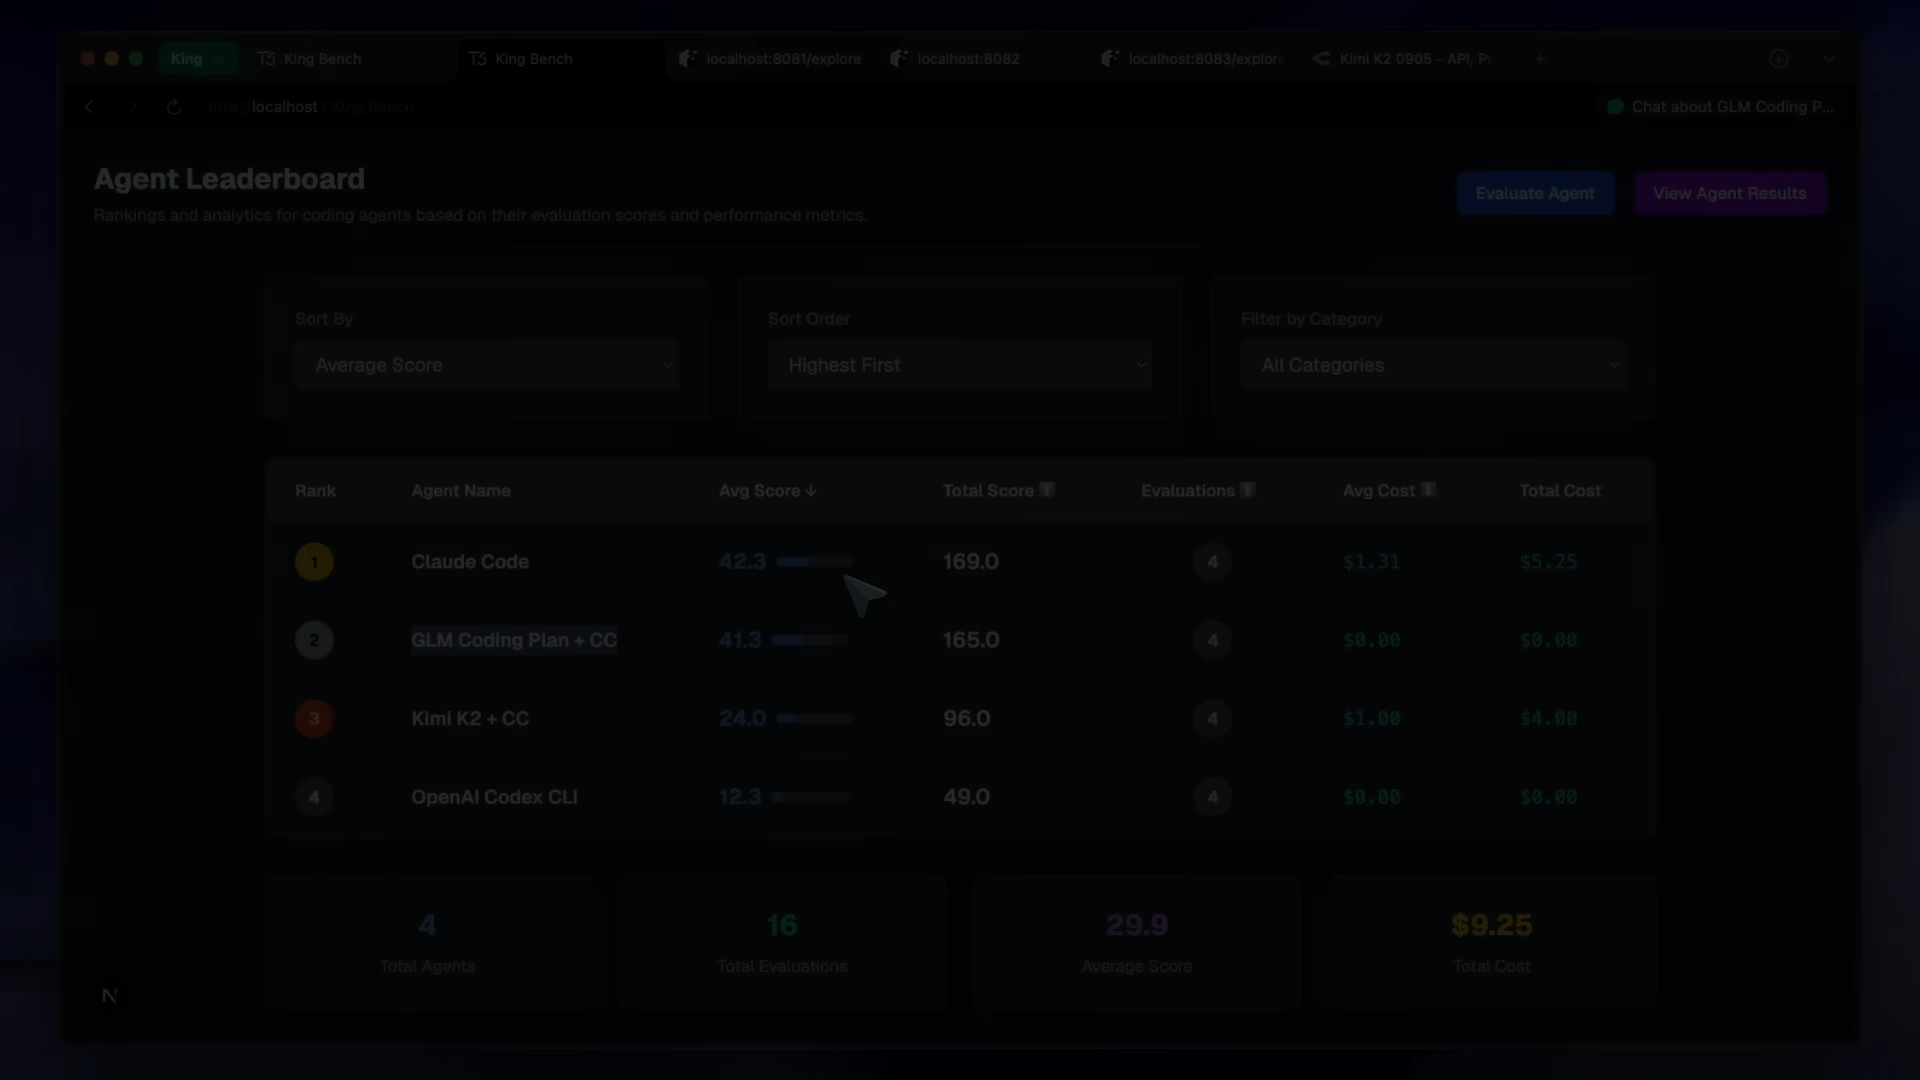 King
T3 King Bench
T3 King Bench
localhost:8081/explore
localhost:8082
localhost:8083/explor
Kimi K2 0905 - API, Pr
http://localhost / King Bench
Chat about GLM Coding P...
Agent Leaderboard
Rankings and analytics for coding agents based on their evaluation scores and performance metrics.
Evaluate Agent
View Agent Results
Sort By
Sort Order
Filter by Category
Average Score
Highest First
All Categories
Rank Agent Name Avg Score ↓ Total Score Evaluations Avg Cost Total Cost
1 Claude Code 42.3 169.0 4 $1.31 $5.25
2 GLM Coding Plan + CC 41.3 165.0 4 $0.00 $0.00
3 Kimi K2 + CC 24.0 96.0 4 $1.00 $4.00
4 OpenAI Codex CLI 12.3 49.0 4 $0.00 $0.00
4 16 29.9 $9.25
Total Agents Total Evaluations Average Score Total Cost
N